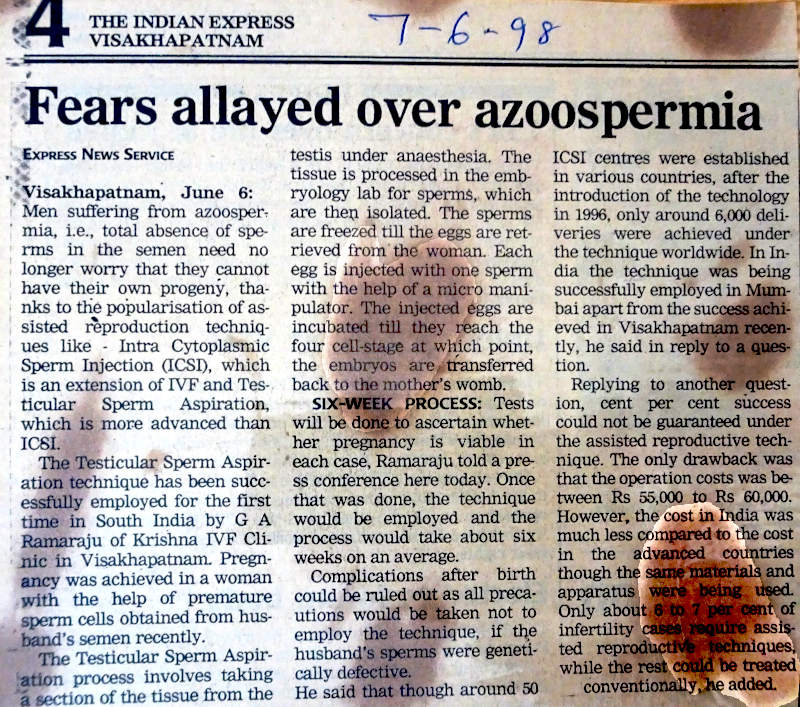 4
THE INDIAN EXPRESS
VISAKHAPATNAM
7-6-98
Fears allayed over azoospermia
EXPRESS NEWS SERVICE
Visakhapatnam, June 6:
Men suffering from azoosper-
mia, i.e., total absence of spe-
rms in the semen need no
longer worry that they cannot
have their own progeny, tha-
nks to the popularisation of as-
sisted reproduction techniq-
ues like - Intra Cytoplasmic
Sperm Injection (ICSI), which
is an extension of IVF and Tes-
ticular Sperm Aspiration,
which is more advanced than
ICSI.
The Testicular Sperm Aspir-
ation technique has been succ-
essfully employed for the first
time in South India by G A
Ramaraju of Krishna IVF Cli-
nic in Visakhapatnam. Pregn-
ancy was achieved in a woman
with the help of premature
sperm cells obtained from hus-
band's semen recently.
The Testicular Sperm Aspir-
ation process involves taking
a section of the tissue from the
testis under anaesthesia. The
tissue is processed in the emb-
ryology lab for sperms, which
are then isolated. The sperms
are freezed till the eggs are ret-
rieved from the woman. Each
egg is injected with one sperm
with the help of a micro mani-
pulator. The injected eggs are
incubated till they reach the
four cell-stage at which point,
the embryos are transferred
back to the mother's womb.
SIX-WEEK PROCESS: Tests
will be done to ascertain whet-
her pregnancy is viable in
each case, Ramaraju told a pre-
ss conference here today. Once
that was done, the technique
would be employed and the
process would take about six
weeks on an average.
Complications after birth
could be ruled out as all preca-
utions would be taken not to
employ the technique, if the
husband's sperms were geneti-
cally defective.
He said that though around 50
ICSI centres were established
in various countries, after the
introduction of the technology
in 1996, only around 6,000 deli-
veries were achieved under
the technique worldwide. In In-
dia the technique was being
successfully employed in Mum-
bai apart from the success achi-
eved in Visakhapatnam recen-
tly, he said in reply to a ques-
tion.
Replying to another quest-
ion, cent per cent success
could not be guaranteed under
the assisted reproductive tech-
nique. The only drawback was
that the operation costs was be-
tween Rs 55,000 to Rs 60,000.
However, the cost in India was
much less compared to the cost
in the advanced countries
though the same materials and
apparatus were being used.
Only about 6 to 7 per cent of
infertility cases require assis-
ted reproductive techniques,
while the rest could be treated
conventionally, he added.